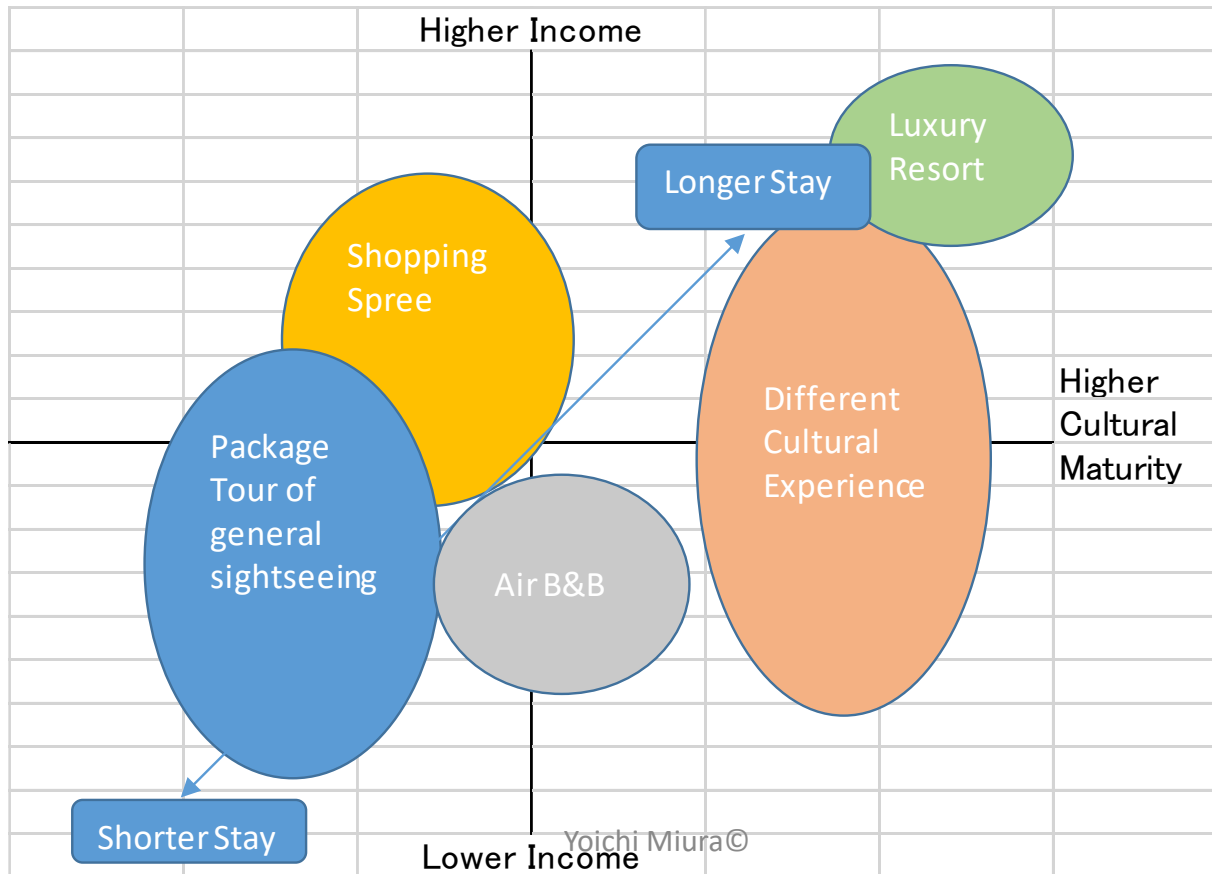 Higher Income
Luxury
Resort
Longer Stay
Shopping
Spree
Higher
Cultural
Maturity
Different
Cultural
Experience
Package
Tour of
general
sightseeing
Air B&B
Shorter Stay
Yoichi Miura©
Lower Income